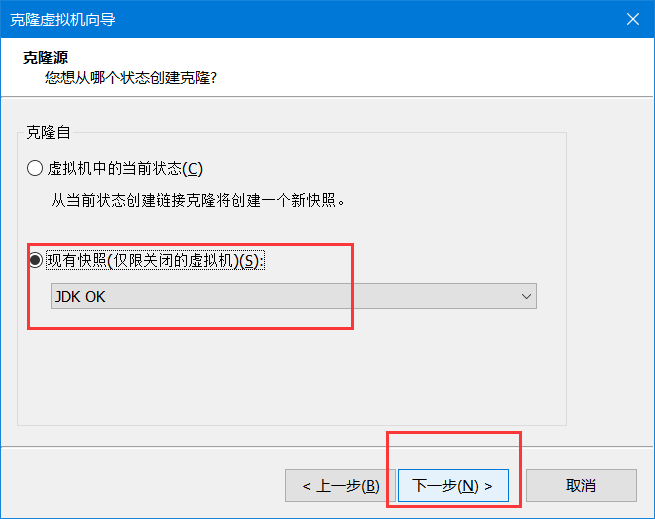 克隆虚拟机向导
克隆源
您想从哪个状态创建克隆?
克隆自
虚拟机中的当前状态(C)
从当前状态创建链接克隆将创建一个新快照。
现有快照(仅限关闭的虚拟机)(S):
JDK OK
< 上一步(B) 下一步(N) > 取消